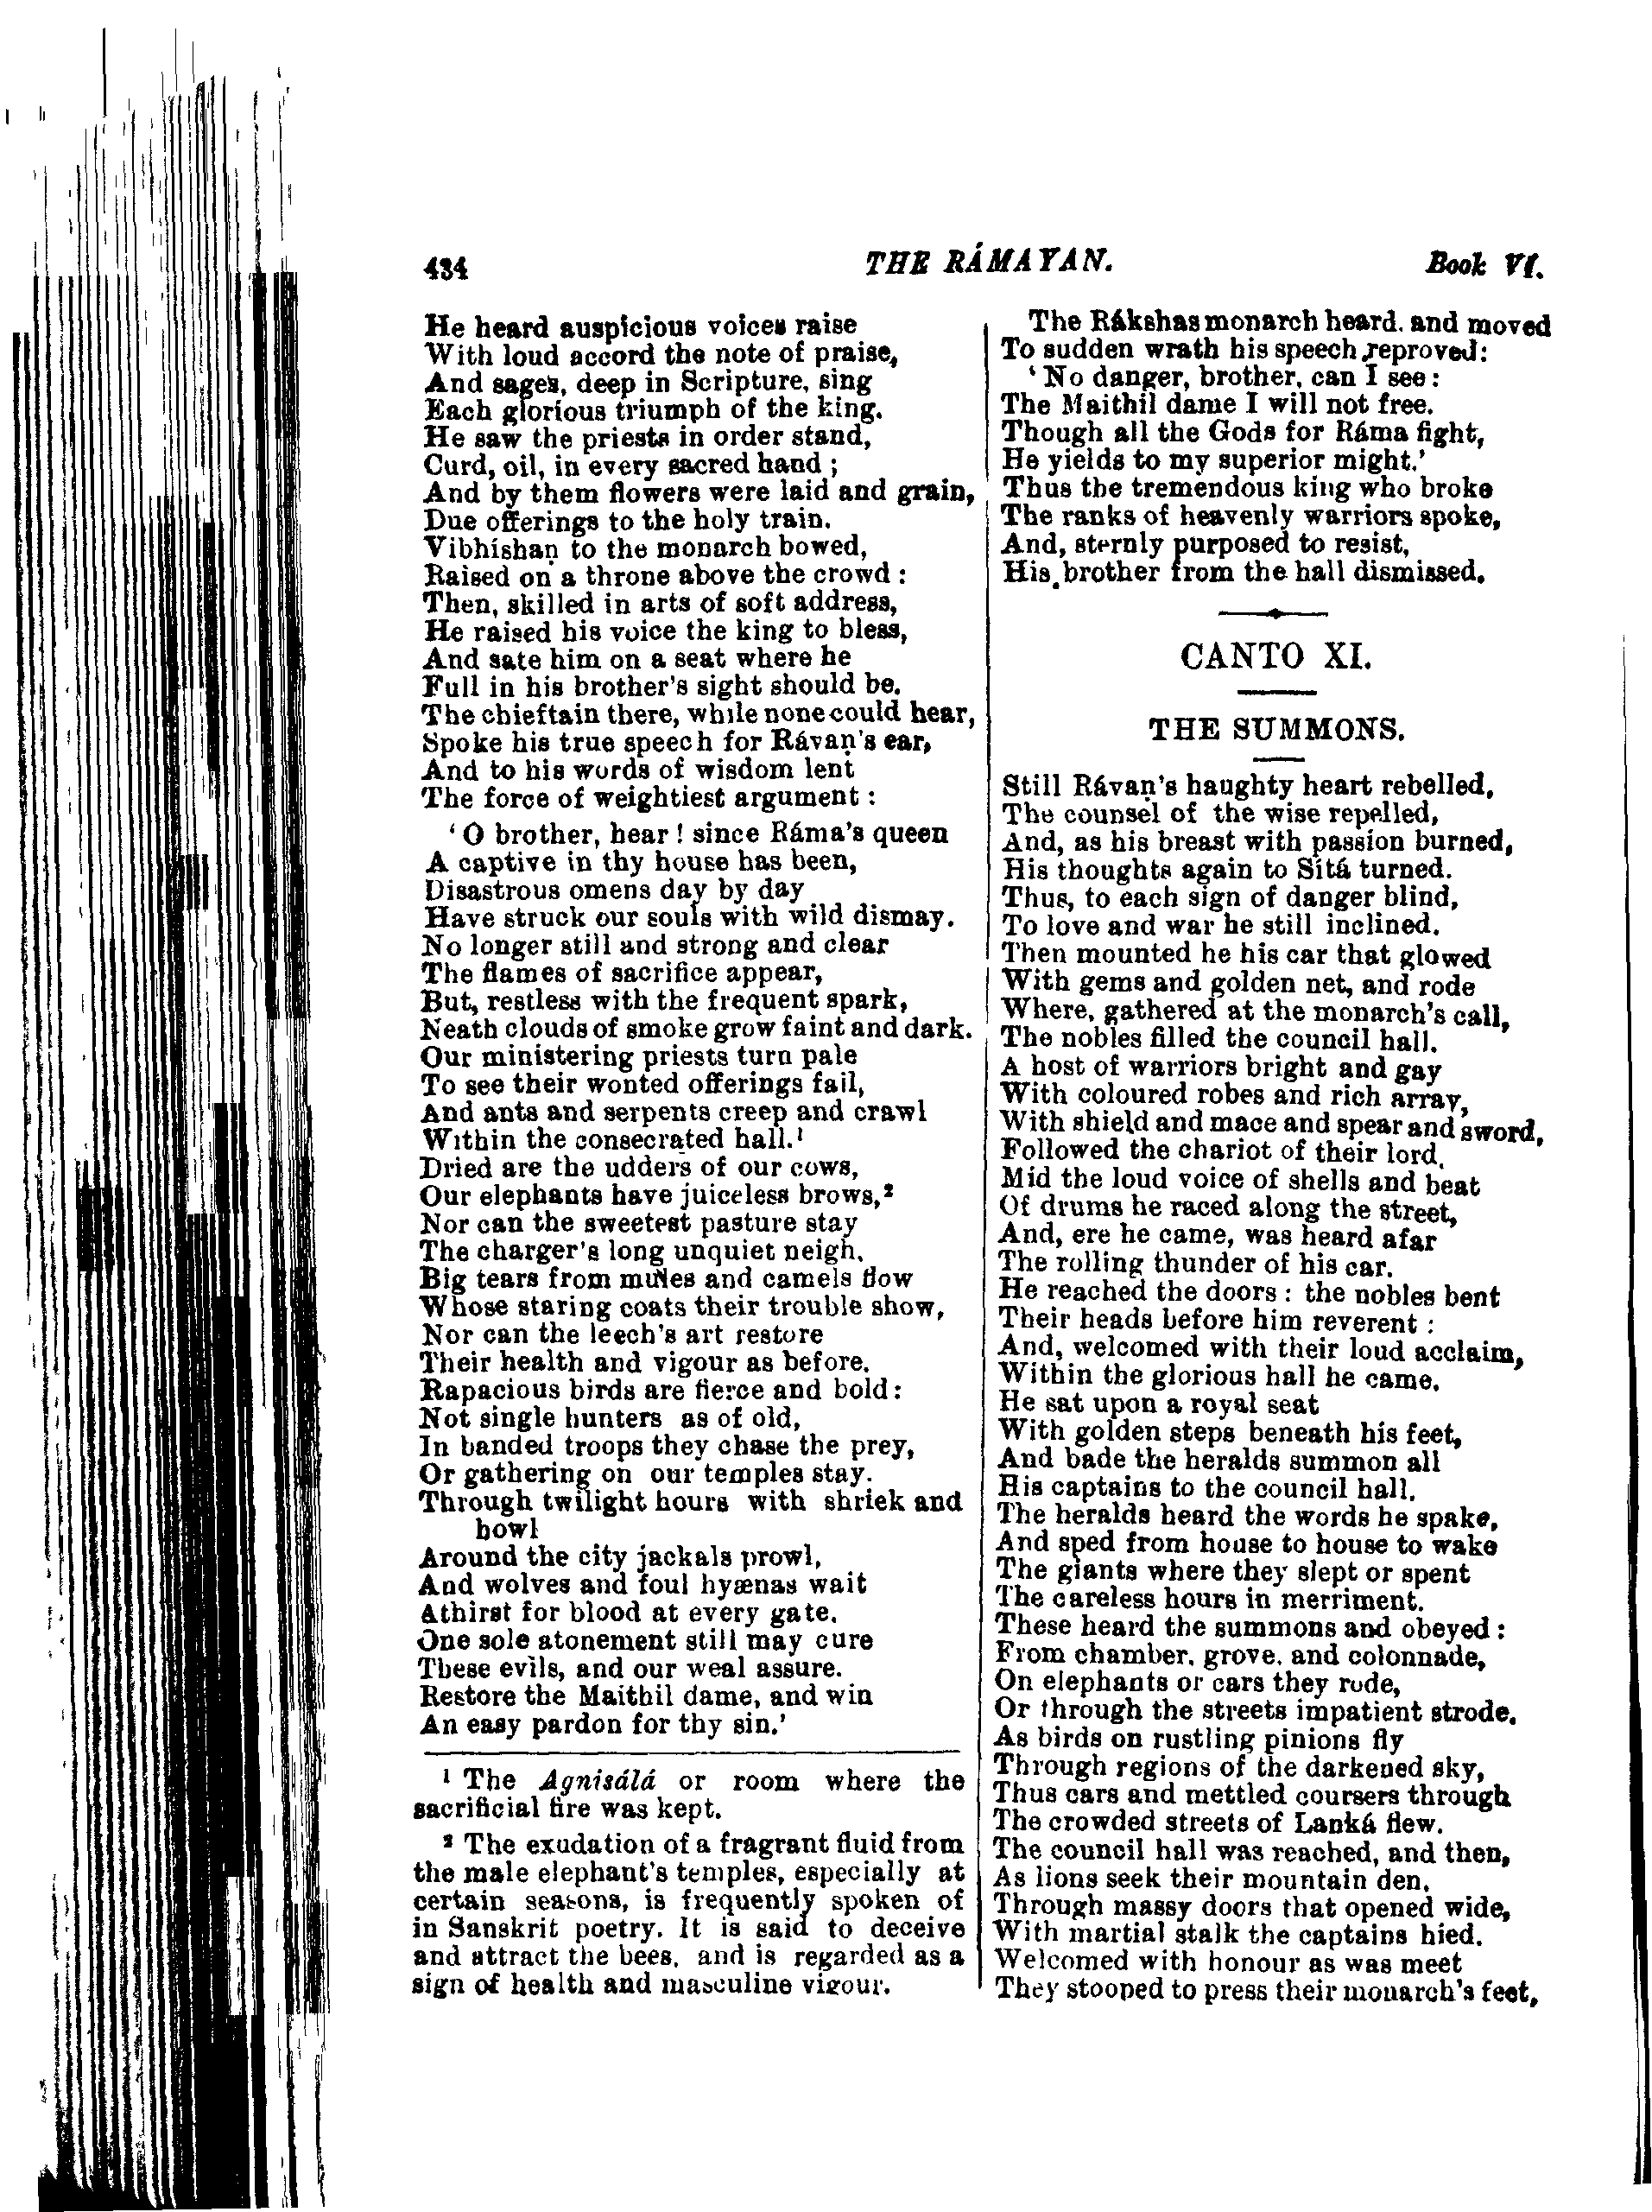 434
THE RÁMAYAN.
Book VI.
He heard auspicious voices raise
With loud accord the note of praise,
And sages, deep in Scripture, sing
Each glorious triumph of the king.
He saw the priests in order stand,
Curd, oil, in every sacred hand ;
And by them flowers were laid and grain,
Due offerings to the holy train.
Vibhíshaṇ to the monarch bowed,
Raised on a throne above the crowd :
Then, skilled in arts of soft address,
He raised his voice the king to bless,
And sate him on a seat where he
Full in his brother's sight should be.
The chieftain there, while none could hear,
Spoke his true speech for Rávaṇ's ear,
And to his words of wisdom lent
The force of weightiest argument :
‘O brother, hear ! since Ráma's queen
A captive in thy house has been,
Disastrous omens day by day
Have struck our souls with wild dismay.
No longer still and strong and clear
The flames of sacrifice appear,
But, restless with the frequent spark,
Neath clouds of smoke grow faint and dark.
Our ministering priests turn pale
To see their wonted offerings fail,
And ants and serpents creep and crawl
Within the consecrated hall.¹
Dried are the udders of our cows,
Our elephants have juiceless brows,²
Nor can the sweetest pasture stay
The charger's long unquiet neigh.
Big tears from mules and camels flow
Whose staring coats their trouble show,
Nor can the leech's art restore
Their health and vigour as before.
Rapacious birds are fierce and bold:
Not single hunters as of old,
In banded troops they chase the prey,
Or gathering on our temples stay.
Through twilight hours with shriek and
howl
Around the city jackals prowl,
And wolves and foul hyænas wait
Athirst for blood at every gate.
One sole atonement still may cure
These evils, and our weal assure.
Restore the Maithil dame, and win
An easy pardon for thy sin.’
¹ The Agnisálá or room where the
sacrificial fire was kept.
² The exudation of a fragrant fluid from
the male elephant's temples, especially at
certain seasons, is frequently spoken of
in Sanskrit poetry. It is said to deceive
and attract the bees, and is regarded as a
sign of health and masculine vigour.
The Rákshas monarch heard, and moved
To sudden wrath his speech reproved:
‘No danger, brother, can I see :
The Maithil dame I will not free.
Though all the Gods for Ráma fight,
He yields to my superior might.’
Thus the tremendous king who broke
The ranks of heavenly warriors spoke,
And, sternly purposed to resist,
His brother from the hall dismissed.
CANTO XI.
THE SUMMONS.
Still Rávaṇ's haughty heart rebelled,
The counsel of the wise repelled,
And, as his breast with passion burned,
His thoughts again to Sítá turned.
Thus, to each sign of danger blind,
To love and war he still inclined.
Then mounted he his car that glowed
With gems and golden net, and rode
Where, gathered at the monarch's call,
The nobles filled the council hall.
A host of warriors bright and gay
With coloured robes and rich array,
With shield and mace and spear and sword,
Followed the chariot of their lord.
Mid the loud voice of shells and beat
Of drums he raced along the street,
And, ere he came, was heard afar
The rolling thunder of his car.
He reached the doors : the nobles bent
Their heads before him reverent :
And, welcomed with their loud acclaim,
Within the glorious hall he came.
He sat upon a royal seat
With golden steps beneath his feet,
And bade the heralds summon all
His captains to the council hall.
The heralds heard the words he spake,
And sped from house to house to wake
The giants where they slept or spent
The careless hours in merriment.
These heard the summons and obeyed :
From chamber, grove, and colonnade,
On elephants or cars they rode,
Or through the streets impatient strode.
As birds on rustling pinions fly
Through regions of the darkened sky,
Thus cars and mettled coursers through
The crowded streets of Lanká flew.
The council hall was reached, and then,
As lions seek their mountain den,
Through massy doors that opened wide,
With martial stalk the captains hied.
Welcomed with honour as was meet
They stooped to press their monarch's feet,